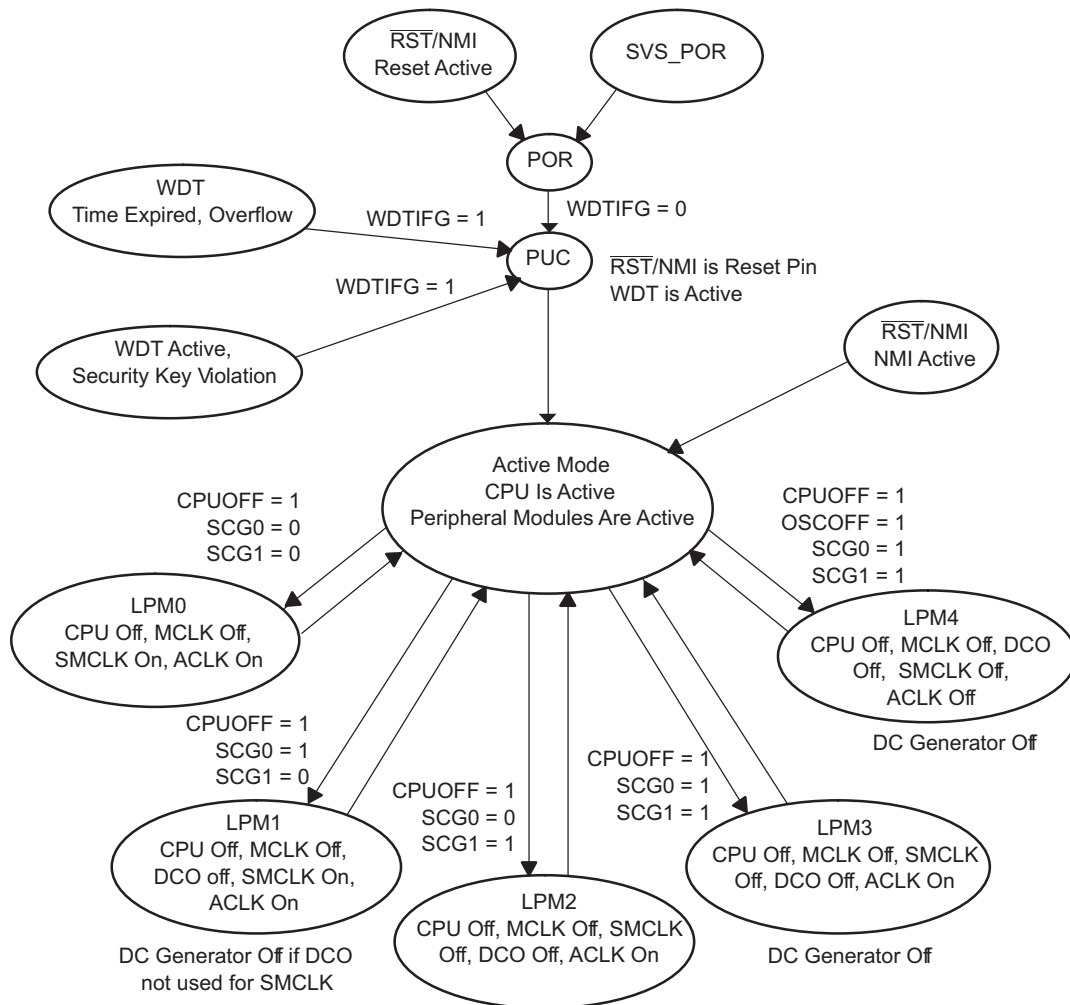 RST/NMI
Reset Active
SVS_POR
POR
WDTIFG = 0
WDT
Time Expired, Overflow
WDTIFG = 1
PUC
RST/NMI is Reset Pin
WDT is Active
WDTIFG = 1
WDT Active,
Security Key Violation
RST/NMI
NMI Active
Active Mode
CPU Is Active
Peripheral Modules Are Active
CPUOFF = 1
SCG0 = 0
SCG1 = 0
CPUOFF = 1
OSCOFF = 1
SCG0 = 1
SCG1 = 1
LPM0
CPU Off, MCLK Off,
SMCLK On, ACLK On
LPM4
CPU Off, MCLK Off, DCO
Off, SMCLK Off,
ACLK Off
DC Generator Off
CPUOFF = 1
SCG0 = 1
SCG1 = 0
CPUOFF = 1
SCG0 = 0
SCG1 = 1
CPUOFF = 1
SCG0 = 1
SCG1 = 1
LPM1
CPU Off, MCLK Off,
DCO off, SMCLK On,
ACLK On
DC Generator Off if DCO
not used for SMCLK
LPM2
CPU Off, MCLK Off, SMCLK
Off, DCO Off, ACLK On
LPM3
CPU Off, MCLK Off, SMCLK
Off, DCO Off, ACLK On
DC Generator Off